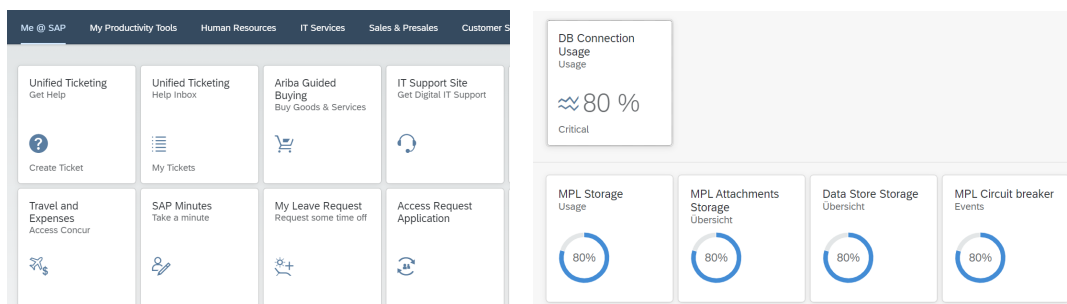 Me @ SAP
My Productivity Tools
Human Resources
IT Services
Sales & Presales
Customer S
Unified Ticketing
Get Help
Create Ticket
Unified Ticketing
Help Inbox
My Tickets
Ariba Guided
Buying
Buy Goods & Services
IT Support Site
Get Digital IT Support
Travel and
Expenses
Access Concur
SAP Minutes
Take a minute
My Leave Request
Request some time off
Access Request
Application
DB Connection
Usage
Usage
80 %
Critical
MPL Storage
Usage
80%
MPL Attachments
Storage
Übersicht
80%
Data Store Storage
Übersicht
80%
MPL Circuit breaker
Events
80%